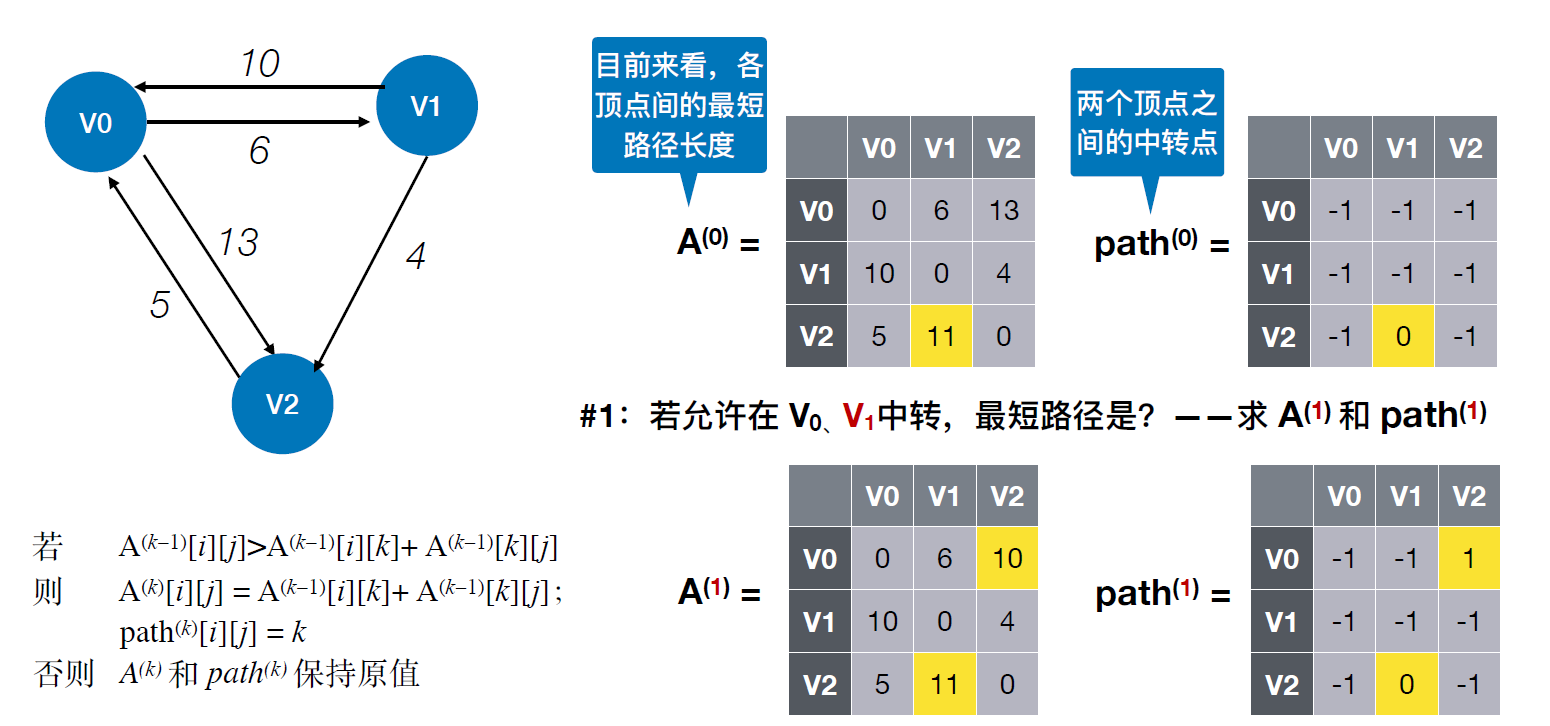 10
V0
V1
6
13
4
5
V2
目前来看，各
顶点间的最短
路径长度
A(0) =
V0 V1 V2
V0 0 6 13
V1 10 0 4
V2 5 11 0
两个顶点之
间的中转点
path(0) =
V0 V1 V2
V0 -1 -1 -1
V1 -1 -1 -1
V2 -1 0 -1
#1：若允许在 V0、V1中转，最短路径是？——求 A(1) 和 path(1)
若 A(k–1)[i][j]>A(k–1)[i][k]+ A(k–1)[k][j]
则 A(k)[i][j] = A(k–1)[i][k]+ A(k–1)[k][j] ;
path(k)[i][j] = k
否则 A(k) 和 path(k) 保持原值
A(1) =
V0 V1 V2
V0 0 6 10
V1 10 0 4
V2 5 11 0
path(1) =
V0 V1 V2
V0 -1 -1 1
V1 -1 -1 -1
V2 -1 0 -1